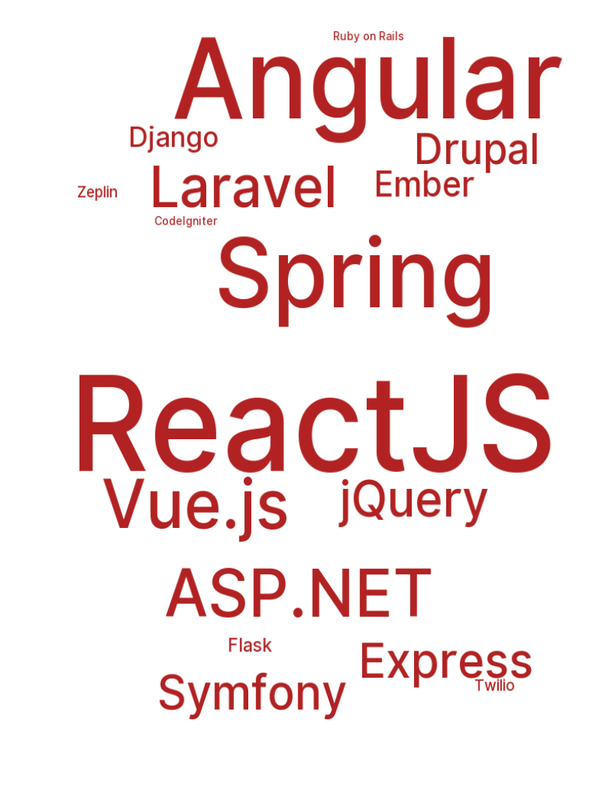 Ruby on Rails
Angular
Django
Drupal
Laravel
Ember
Zeplin
CodeIgniter
Spring
ReactJS
Vue.js
jQuery
ASP.NET
Flask
Express
Twilio
Symfony